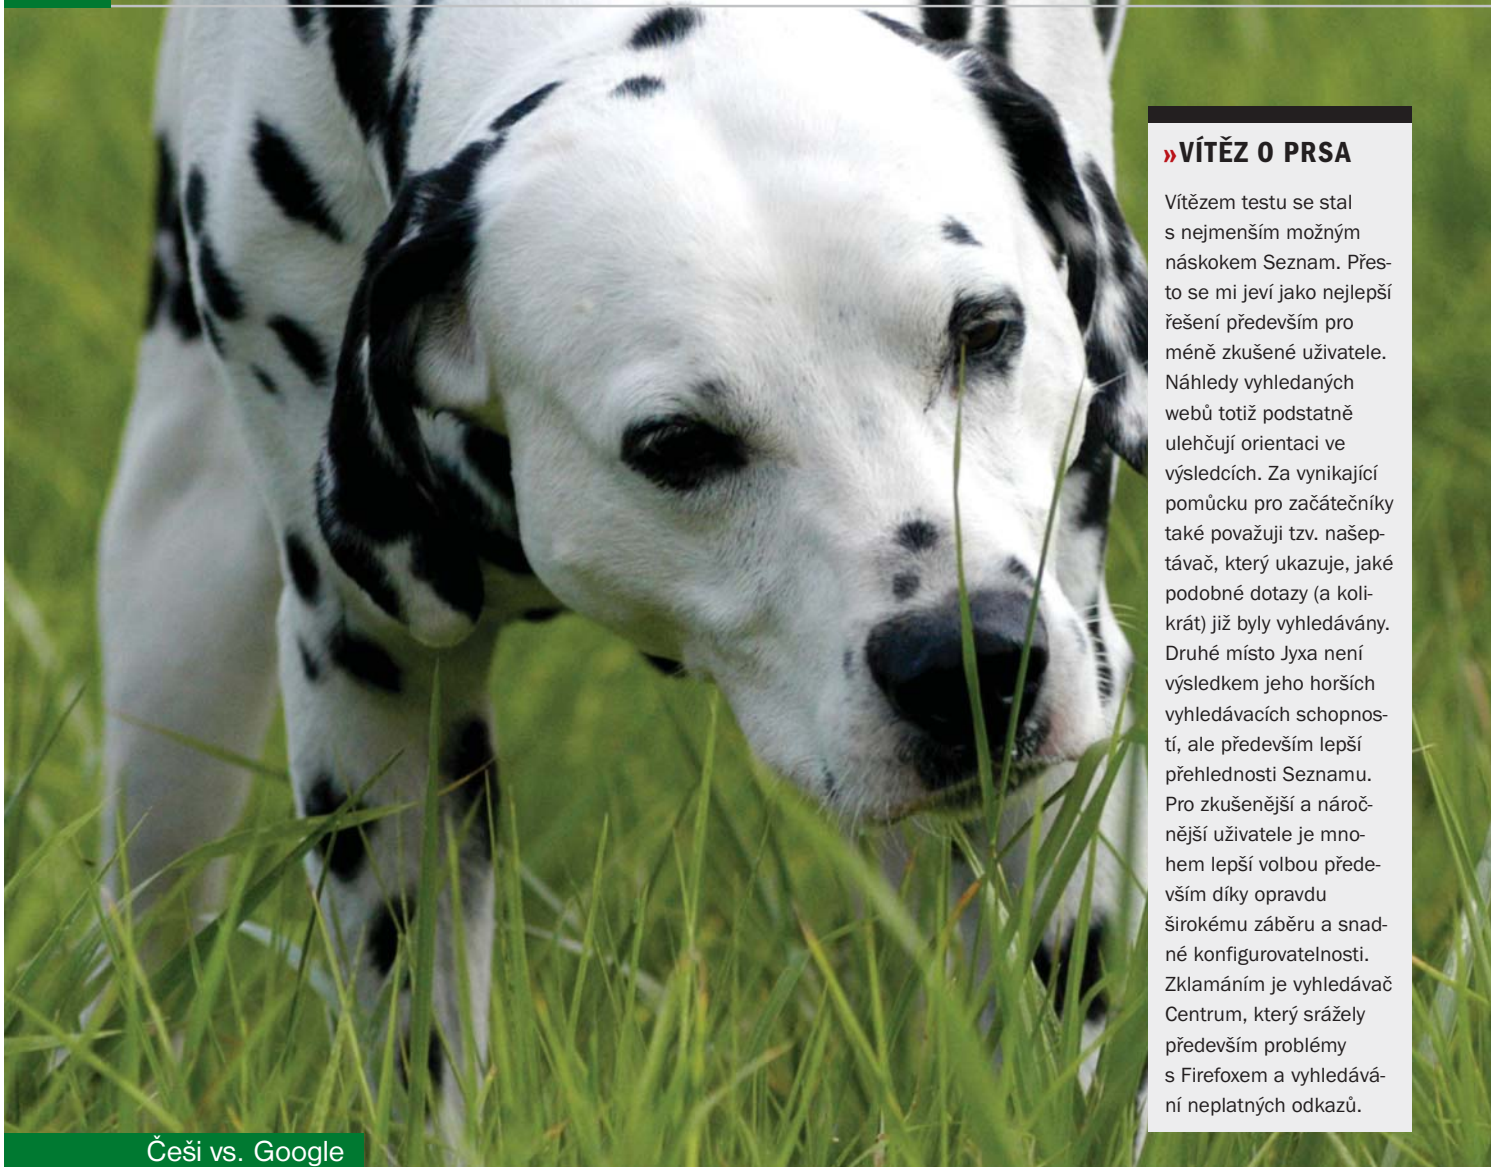 »VÍTĚZ O PRSA
Vítězem testu se stal
s nejmenším možným
náskokem Seznam. Přes-
to se mi jeví jako nejlepší
řešení především pro
méně zkušené uživatele.
Náhledy vyhledaných
webů totiž podstatně
ulehčují orientaci ve
výsledcích. Za vynikající
pomůcku pro začátečníky
také považuji tzv. našep-
távač, který ukazuje, jaké
podobné dotazy (a koli-
krát) již byly vyhledávány.
Druhé místo Jyxa není
výsledkem jeho horších
vyhledávacích schopnos-
tí, ale především lepší
přehlednosti Seznamu.
Pro zkušenější a nároč-
nější uživatele je mno-
hem lepší volbou přede-
vším díky opravdu
širokému záběru a snad-
né konfigurovatelnosti.
Zklamáním je vyhledávač
Centrum, který srážely
především problémy
s Firefoxem a vyhledává-
ní neplatných odkazů.
Češi vs. Google